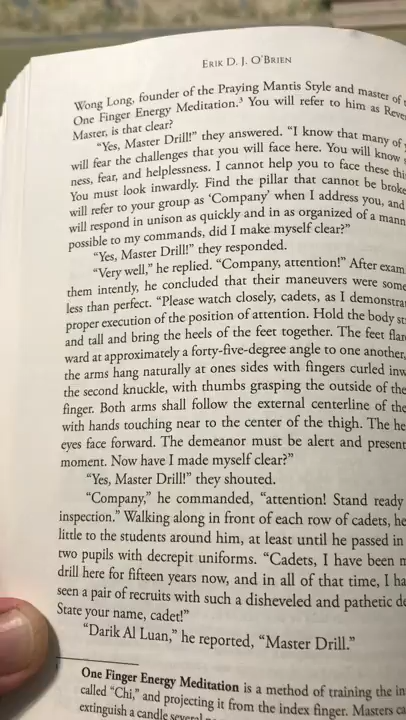 ERIK D. J. O'BRIEN
Wong Long, founder of the Praying Mantis Style and master of
One Finger Energy Meditation.³ You will refer to him as Reve
Master, is that clear?
"Yes, Master Drill!" they answered. "I know that many of
will fear the challenges that you will face here. You will know
ness, fear, and helplessness. I cannot help you to face these thi
You must look inwardly. Find the pillar that cannot be broke
will refer to your group as 'Company' when I address you, and
will respond in unison as quickly and in as organized of a mann
possible to my commands, did I make myself clear?"
"Yes, Master Drill!" they responded.
"Very well," he replied. "Company, attention!" After exam
them intently, he concluded that their maneuvers were some
less than perfect. "Please watch closely, cadets, as I demonstra
proper execution of the position of attention. Hold the body st
and tall and bring the heels of the feet together. The feet flar
ward at approximately a forty-five-degree angle to one another,
the arms hang naturally at ones sides with fingers curled inw
the second knuckle, with thumbs grasping the outside of the
finger. Both arms shall follow the external centerline of the
with hands touching near to the center of the thigh. The he
eyes face forward. The demeanor must be alert and present
moment. Now have I made myself clear?"
"Yes, Master Drill!" they shouted.
"Company," he commanded, "attention! Stand ready
inspection." Walking along in front of each row of cadets, he
little to the students around him, at least until he passed in
two pupils with decrepit uniforms. "Cadets, I have been m
drill here for fifteen years now, and in all of that time, I ha
seen a pair of recruits with such a disheveled and pathetic de
State your name, cadet!"
"Darik Al Luan," he reported, "Master Drill."
One Finger Energy Meditation is a method of training the in
called "Chi," and projecting it from the index finger. Masters ca
extinguish a candle several